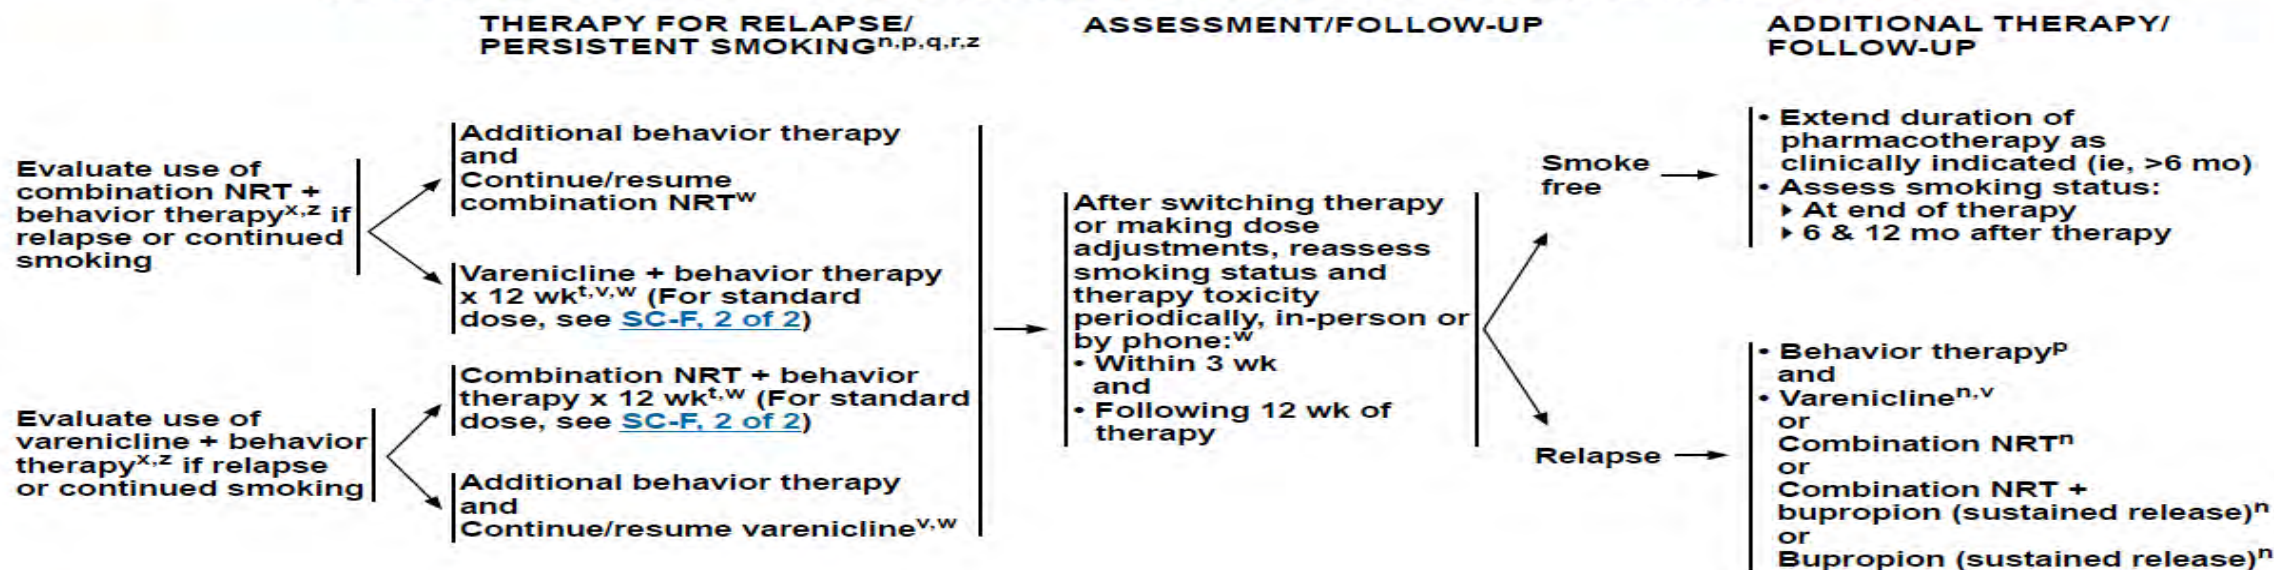 THERAPY FOR RELAPSE/
PERSISTENT SMOKINGn,p,q,r,z
ASSESSMENT/FOLLOW-UP
ADDITIONAL THERAPY/
FOLLOW-UP
Evaluate use of
combination NRT +
behavior therapyx,z if
relapse or continued
smoking
Additional behavior therapy
and
Continue/resume
combination NRTw
Varenicline + behavior therapy
x 12 wkt,v,w (For standard
dose, see SC-F, 2 of 2)
Evaluate use of
varenicline + behavior
therapyx,z if relapse
or continued smoking
Combination NRT + behavior
therapy x 12 wkt,w (For standard
dose, see SC-F, 2 of 2)
Additional behavior therapy
and
Continue/resume vareniclinev,w
After switching therapy
or making dose
adjustments, reassess
smoking status and
therapy toxicity
periodically, in-person or
by phone:w
• Within 3 wk
and
• Following 12 wk of
therapy
Smoke
free
• Extend duration of
pharmacotherapy as
clinically indicated (ie, >6 mo)
• Assess smoking status:
‣ At end of therapy
‣ 6 & 12 mo after therapy
Relapse
• Behavior therapyp
and
• Vareniclinen,v
or
Combination NRTn
or
Combination NRT +
bupropion (sustained release)n
or
Bupropion (sustained release)n